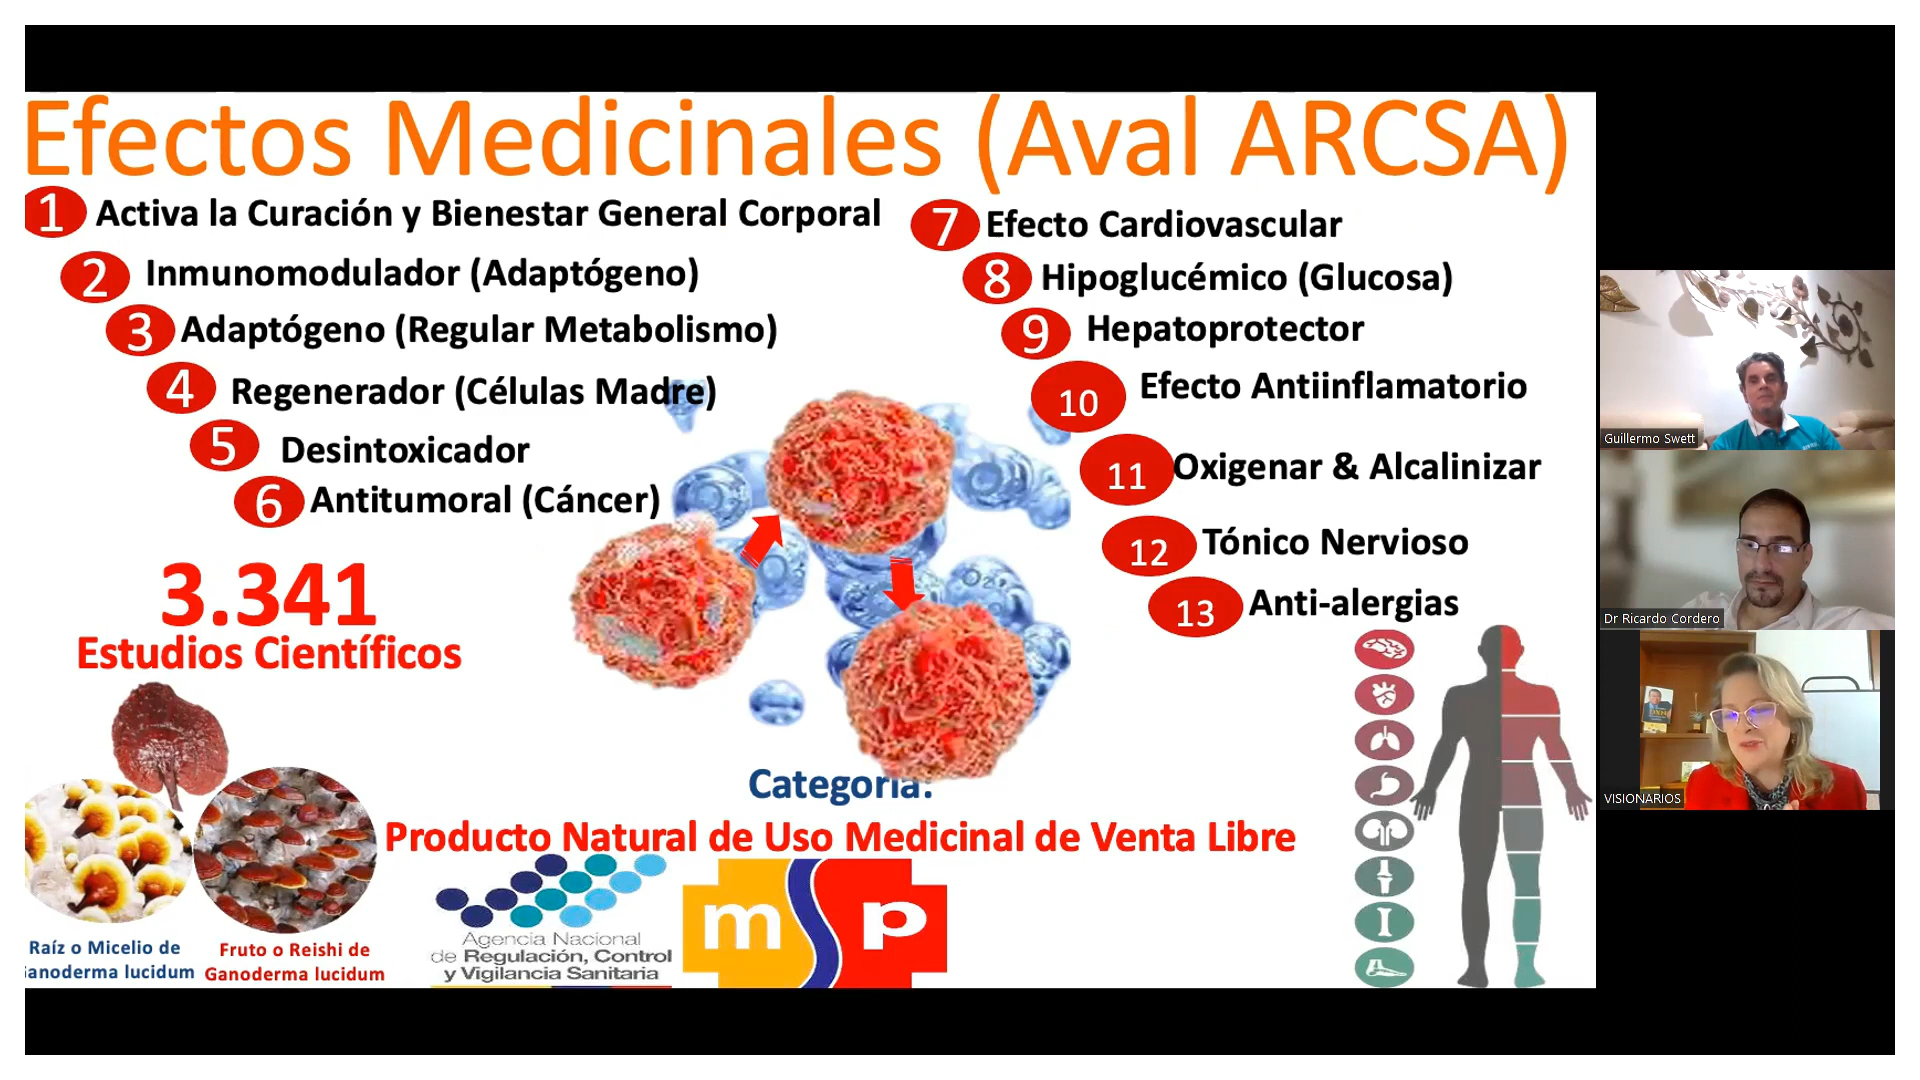 Efectos Medicinales (Aval ARCSA)
1 Activa la Curación y Bienestar General Corporal
2 Inmunomodulador (Adaptógeno)
3 Adaptógeno (Regular Metabolismo)
4 Regenerador (Células Madre)
5 Desintoxicador
6 Antitumoral (Cáncer)
7 Efecto Cardiovascular
8 Hipoglucémico (Glucosa)
9 Hepatoprotector
10 Efecto Antiinflamatorio
11 Oxigenar & Alcalinizar
12 Tónico Nervioso
13 Anti-alergias
3.341
Estudios Científicos
O2
Categoría:
Producto Natural de Uso Medicinal de Venta Libre
Raíz o Micelio de
Ganoderma lucidum
Fruto o Reishi de
Ganoderma lucidum
Agencia Nacional
de Regulación, Control
y Vigilancia Sanitaria
m s p
Guillermo Swett
Dr Ricardo Cordero
VISIONARIOS